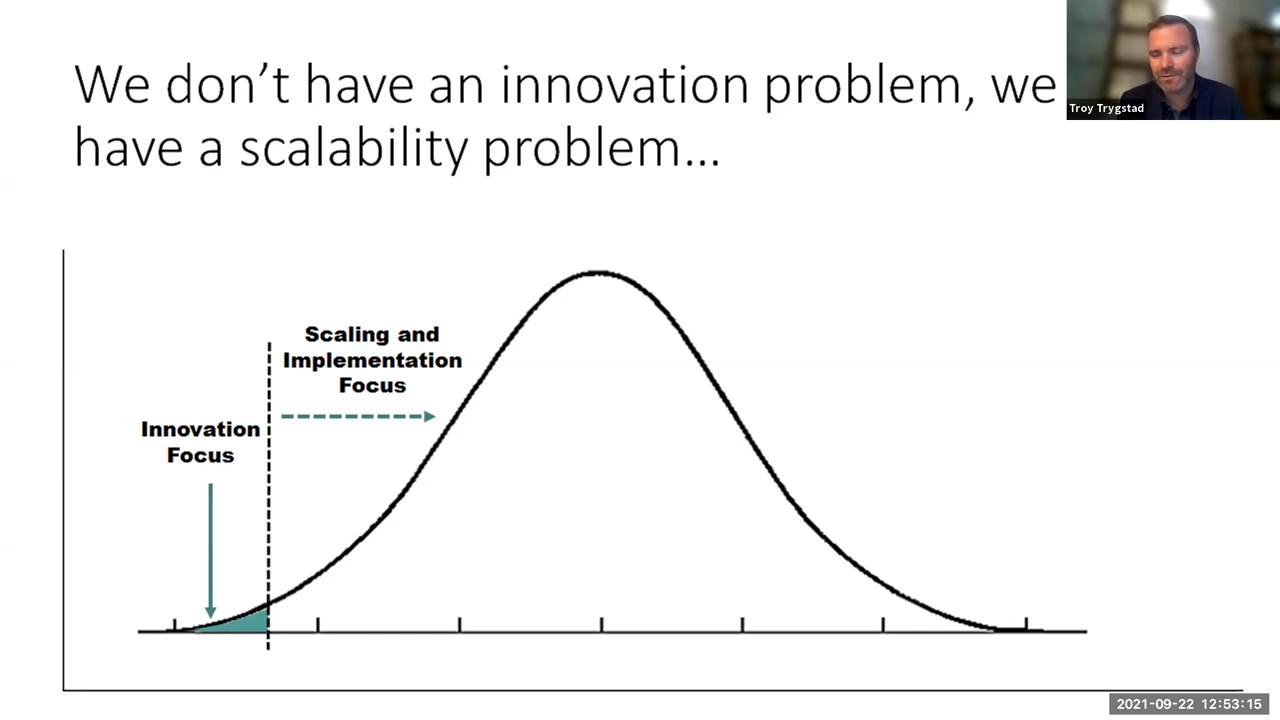 We don’t have an innovation problem, we
have a scalability problem…
Troy Trygstad
Scaling and
Implementation
Focus
Innovation
Focus
2021-09-22 12:53:15